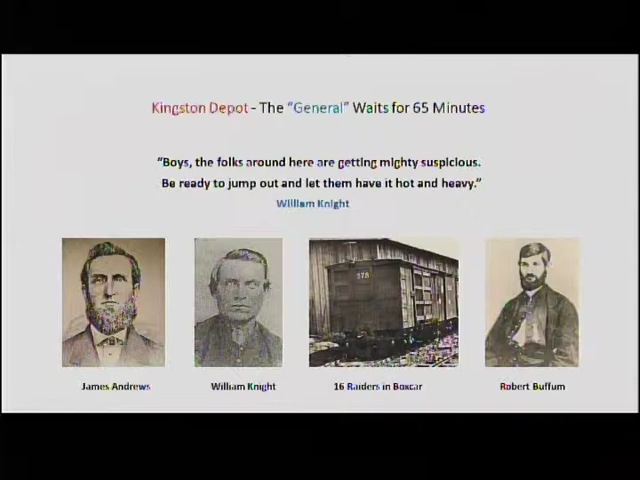 Kingston Depot - The “General” Waits for 65 Minutes
“Boys, the folks around here are getting mighty suspicious.
Be ready to jump out and let them have it hot and heavy.”
William Knight
378
James Andrews
William Knight
16 Raiders in Boxcar
Robert Buffum